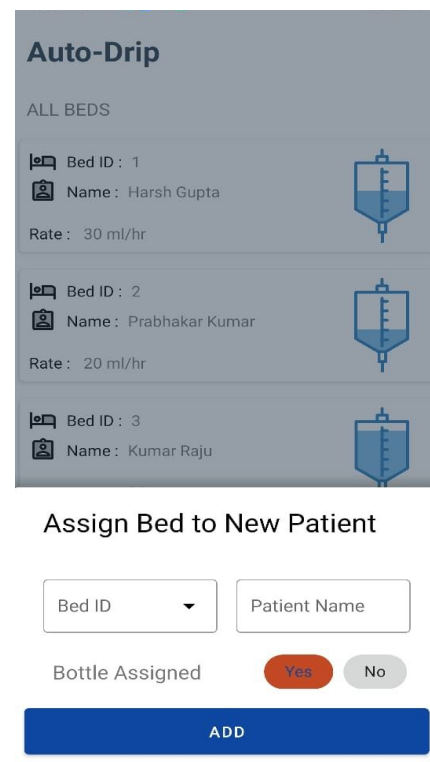 Auto-Drip
ALL BEDS
Bed ID : 1
Name : Harsh Gupta
Rate : 30 ml/hr
Bed ID : 2
Name : Prabhakar Kumar
Rate : 20 ml/hr
Bed ID : 3
Name : Kumar Raju
Assign Bed to New Patient
Bed ID Patient Name
Bottle Assigned Yes No
ADD